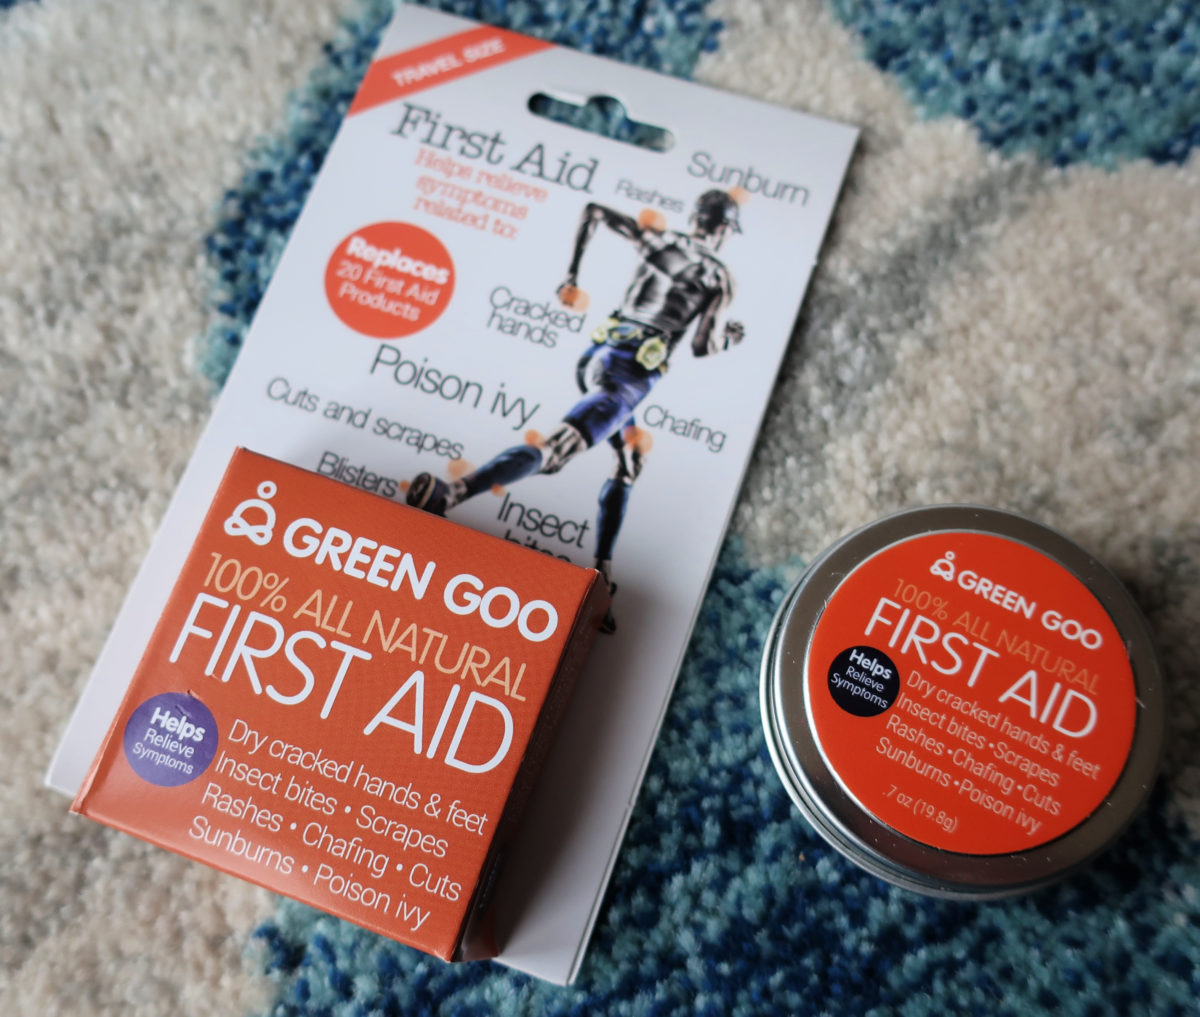 TRAVEL SIZE
First Aid
Helps relieve
symptoms
related to:
Replaces
20 First Aid
Products
Sunburn
Rashes
Cracked
hands
Poison ivy
Chafing
Cuts and scrapes
Blisters
Insect
bites
GREEN GOO
100% ALL NATURAL
FIRST AID
Helps
Relieve
Symptoms
Dry cracked hands & feet
Insect bites • Scrapes
Rashes • Chafing • Cuts
Sunburns • Poison ivy
GREEN GOO
100% ALL NATURAL
FIRST AID
Helps
Relieve
Symptoms
Dry cracked hands & feet
Insect bites • Scrapes
Rashes • Chafing • Cuts
Sunburns • Poison ivy
.7 oz (19.8g)